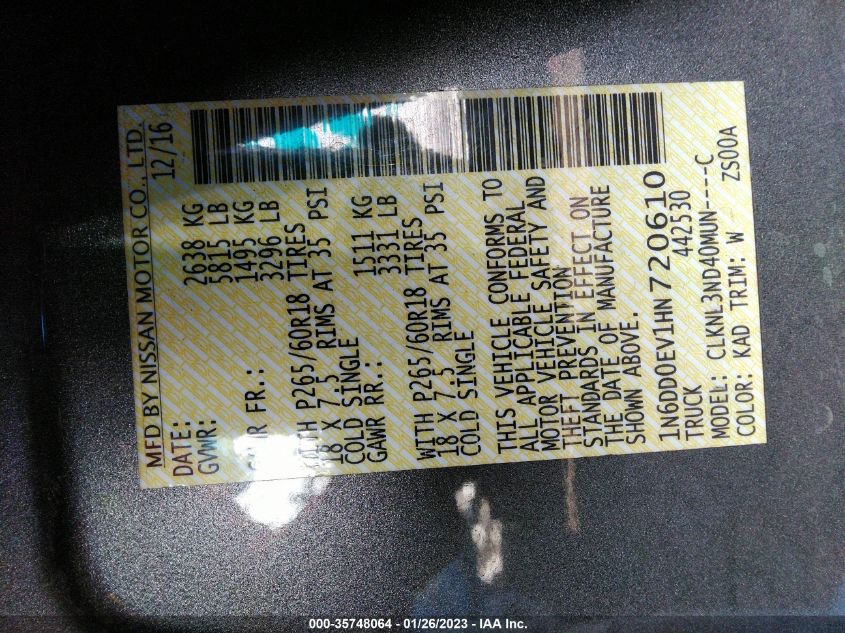 MFD BY NISSAN MOTOR CO., LTD.
DATE: 12/16
GVWR: 2638 KG
5815 LB
FR.: 1495 KG
3296 LB
WITH P265/60R18 TIRES
18 X 7.5 RIMS AT 35 PSI
COLD SINGLE
GAWR RR.: 1511 KG
3331 LB
WITH P265/60R18 TIRES
18 X 7.5 RIMS AT 35 PSI
COLD SINGLE
THIS VEHICLE CONFORMS TO
ALL APPLICABLE FEDERAL
MOTOR VEHICLE SAFETY AND
THEFT PREVENTION
STANDARDS IN EFFECT ON
THE DATE OF MANUFACTURE
SHOWN ABOVE.
1N6DD0EV1HN720610
TRUCK 442530
MODEL: CLKNL3ND40MUN----C
COLOR: KAD TRIM: W ZS00A
000-35748064 - 01/26/2023 - IAA Inc.